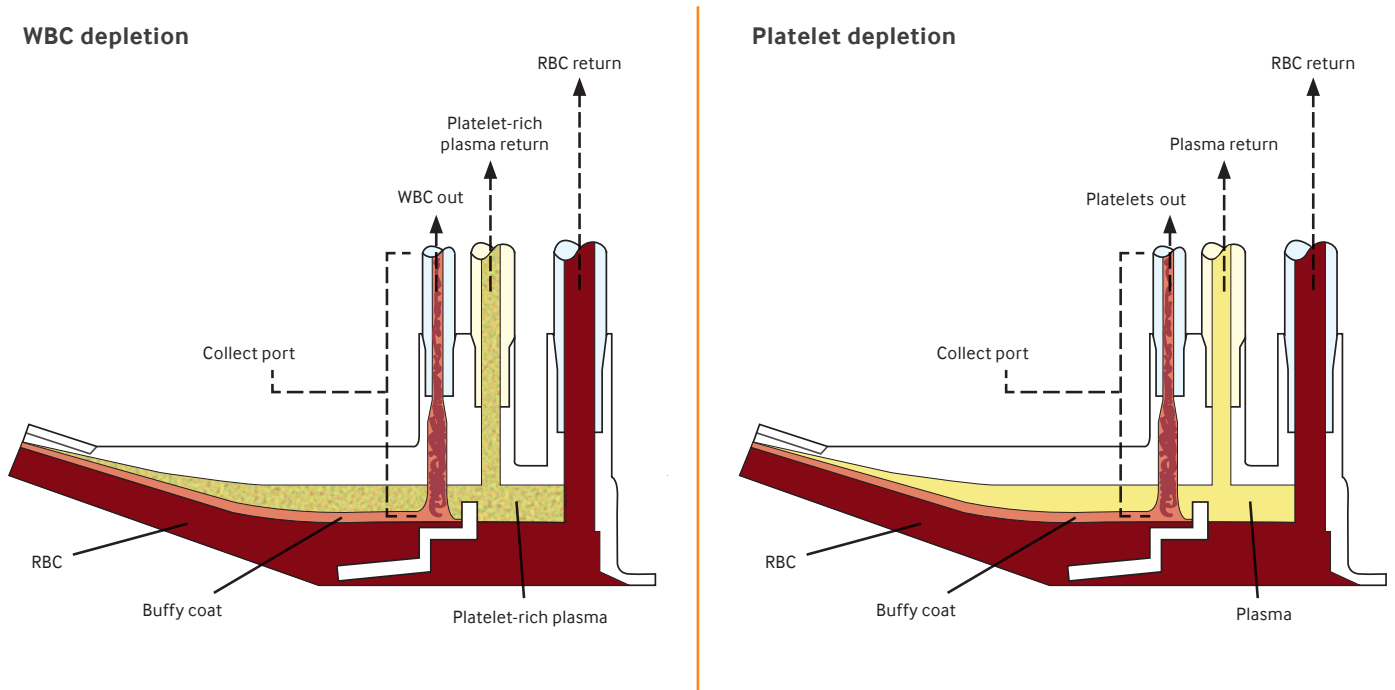 WBC depletion
RBC return
Platelet-rich
plasma return
WBC out
Collect port
RBC
Buffy coat
Platelet-rich plasma
Platelet depletion
RBC return
Plasma return
Platelets out
Collect port
RBC
Buffy coat
Plasma